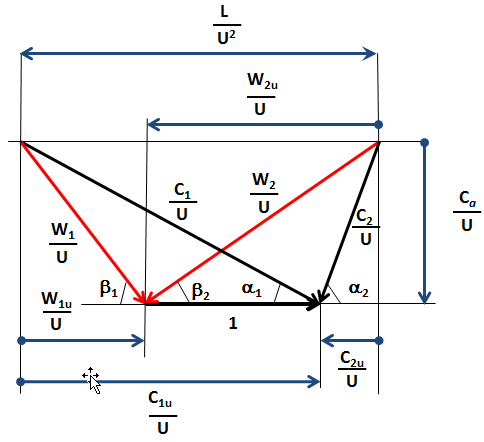 L
U²
W₂ᵤ
U
C₁
U
W₂
U
C₂
U
Cₐ
U
W₁
U
β₁
β₂
α₁
α₂
W₁ᵤ
U
1
C₂ᵤ
U
C₁ᵤ
U